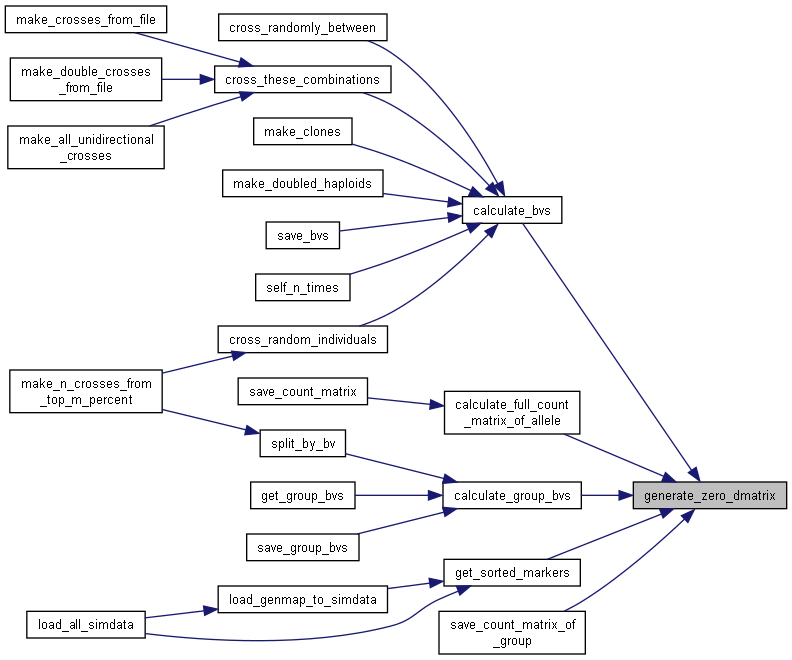 make_crosses_from_file
cross_randomly_between
make_double_crosses
_from_file
cross_these_combinations
make_all_unidirectional
_crosses
make_clones
make_doubled_haploids
calculate_bvs
save_bvs
self_n_times
cross_random_individuals
make_n_crosses_from
_top_m_percent
save_count_matrix
calculate_full_count
_matrix_of_allele
split_by_bv
get_group_bvs
calculate_group_bvs
generate_zero_dmatrix
save_group_bvs
get_sorted_markers
load_genmap_to_simdata
load_all_simdata
save_count_matrix_of
_group